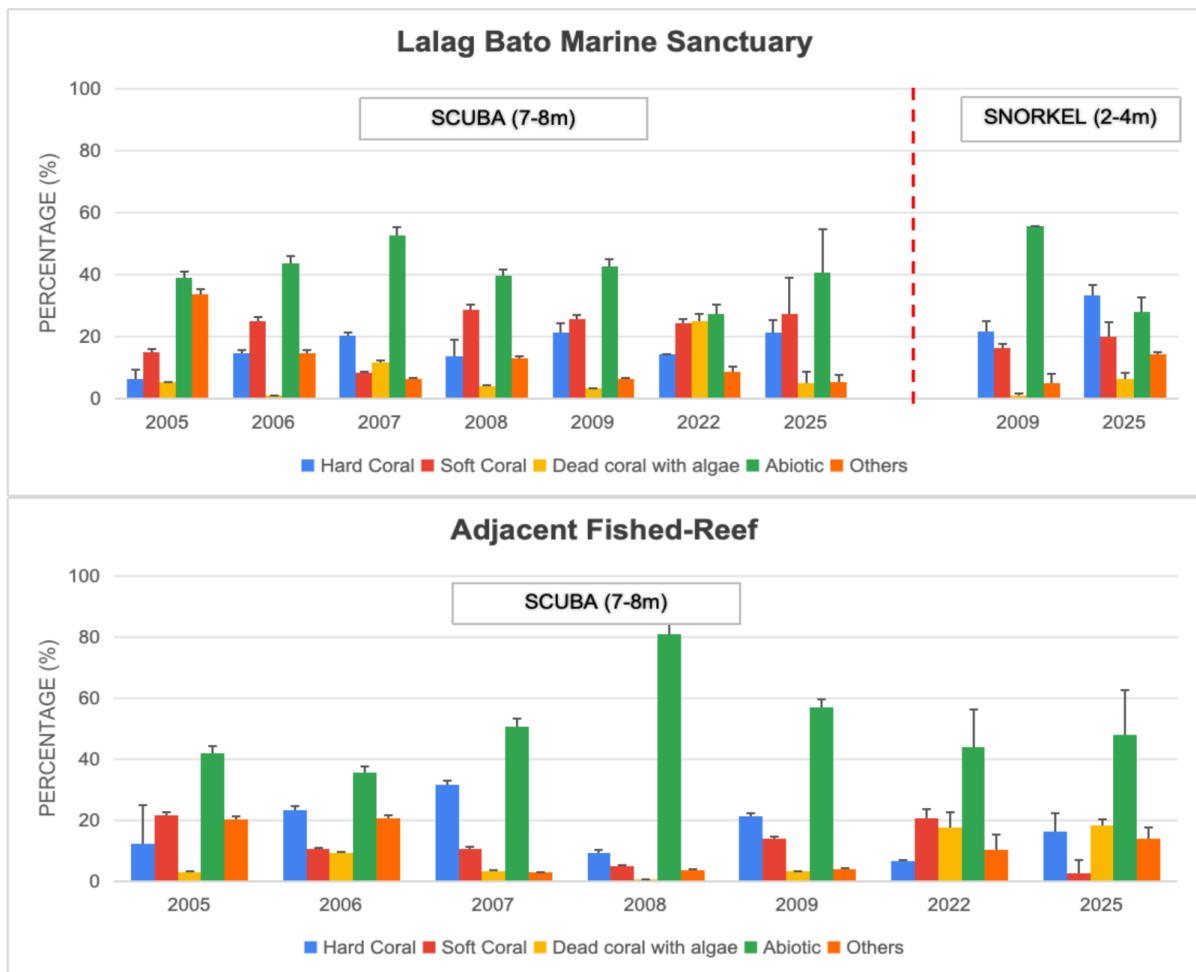 Lalag Bato Marine Sanctuary
100
80
60
40
20
0
PERCENTAGE (%)
SCUBA (7-8m)
SNORKEL (2-4m)
2005 2006 2007 2008 2009 2022 2025 2009 2025
Hard Coral Soft Coral Dead coral with algae Abiotic Others
Adjacent Fished-Reef
100
80
60
40
20
0
PERCENTAGE (%)
SCUBA (7-8m)
2005 2006 2007 2008 2009 2022 2025
Hard Coral Soft Coral Dead coral with algae Abiotic Others